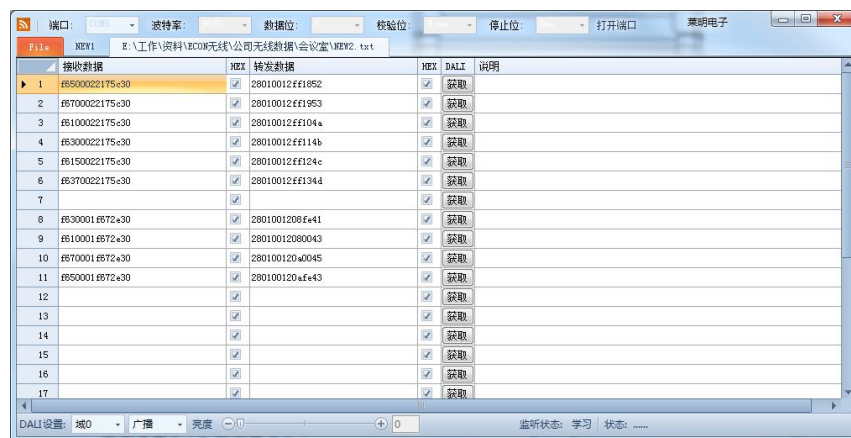 端口: COM5 波特率: 数据位: 校验位: 停止位: 打开端口 莱明电子
File NEW1 E:\工作\资料\ECON无线\公司无线数据\会议室\NEW2.txt
接收数据 HEX 转发数据 HEX DALI 说明
1 f6500022175c30 28010012ff1852 获取
2 f6700022175c30 28010012ff1953 获取
3 f6100022175c30 28010012ff104a 获取
4 f6300022175c30 28010012ff114b 获取
5 f6150022175c30 28010012ff124c 获取
6 f6370022175c30 28010012ff134d 获取
7 获取
8 f630001f672e30 2801001208fe41 获取
9 f610001f672e30 2801001208​0043 获取
10 f670001f672e30 280100120a0045 获取
11 f650001f672e30 280100120afe43 获取
12 获取
13 获取
14 获取
15 获取
16 获取
17 获取
DALI设置: 域0 广播 亮度 0 监听状态: 学习 状态: ......